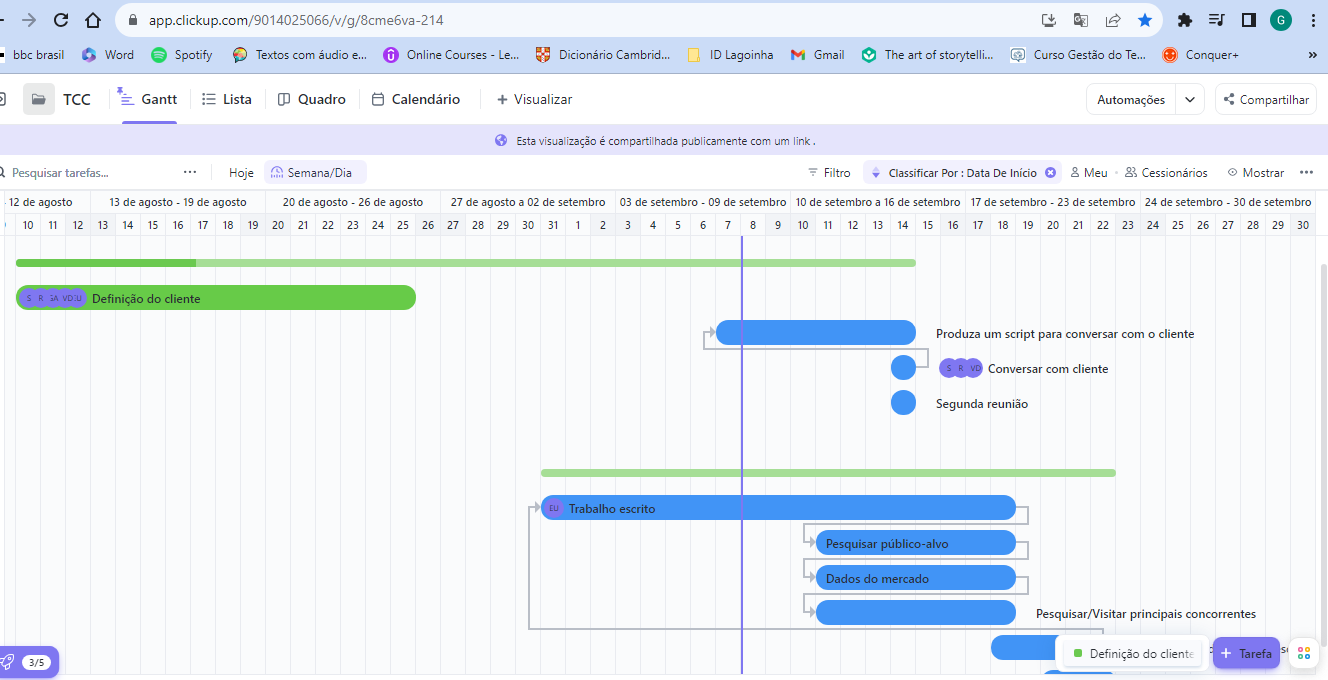 app.clickup.com/9014025066/v/g/8cme6va-214
G
bbc brasil Word Spotify Textos com áudio e... Online Courses - Le... Dicionário Cambrid... ID Lagoinha Gmail The art of storytelli... Curso Gestão do Te... Conquer+ »
TCC Gantt Lista Quadro Calendário + Visualizar Automações Compartilhar
Esta visualização é compartilhada publicamente com um link .
Pesquisar tarefas... Hoje Semana/Dia Filtro Classificar Por : Data De Início Meu Cessionários Mostrar
12 de agosto 13 de agosto - 19 de agosto 20 de agosto - 26 de agosto 27 de agosto a 02 de setembro 03 de setembro - 09 de setembro 10 de setembro a 16 de setembro 17 de setembro - 23 de setembro 24 de setembro - 30 de setembro
10 11 12 13 14 15 16 17 18 19 20 21 22 23 24 25 26 27 28 29 30 31 1 2 3 4 5 6 7 8 9 10 11 12 13 14 15 16 17 18 19 20 21 22 23 24 25 26 27 28 29 30
S R GA VD EU Definição do cliente
Produza um script para conversar com o cliente
S R VD Conversar com cliente
Segunda reunião
EU Trabalho escrito
Pesquisar público-alvo
Dados do mercado
Pesquisar/Visitar principais concorrentes
3/5 Definição do cliente + Tarefa